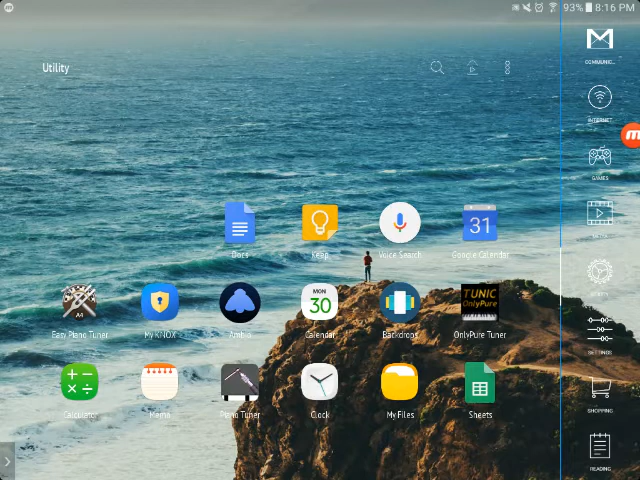 93% 8:16 PM
Utility
COMMUNIC...
INTERNET
GAMES
Docs
Keep
Voice Search
31
Google Calendar
A4
Easy Piano Tuner
My KNOX
MON
30
Calendar
Backdrops
TUNIC
OnlyPure
OnlyPure Tuner
SETTINGS
Calculator
Memo
Piano Tuner
Clock
My Files
Sheets
SHOPPING
READING